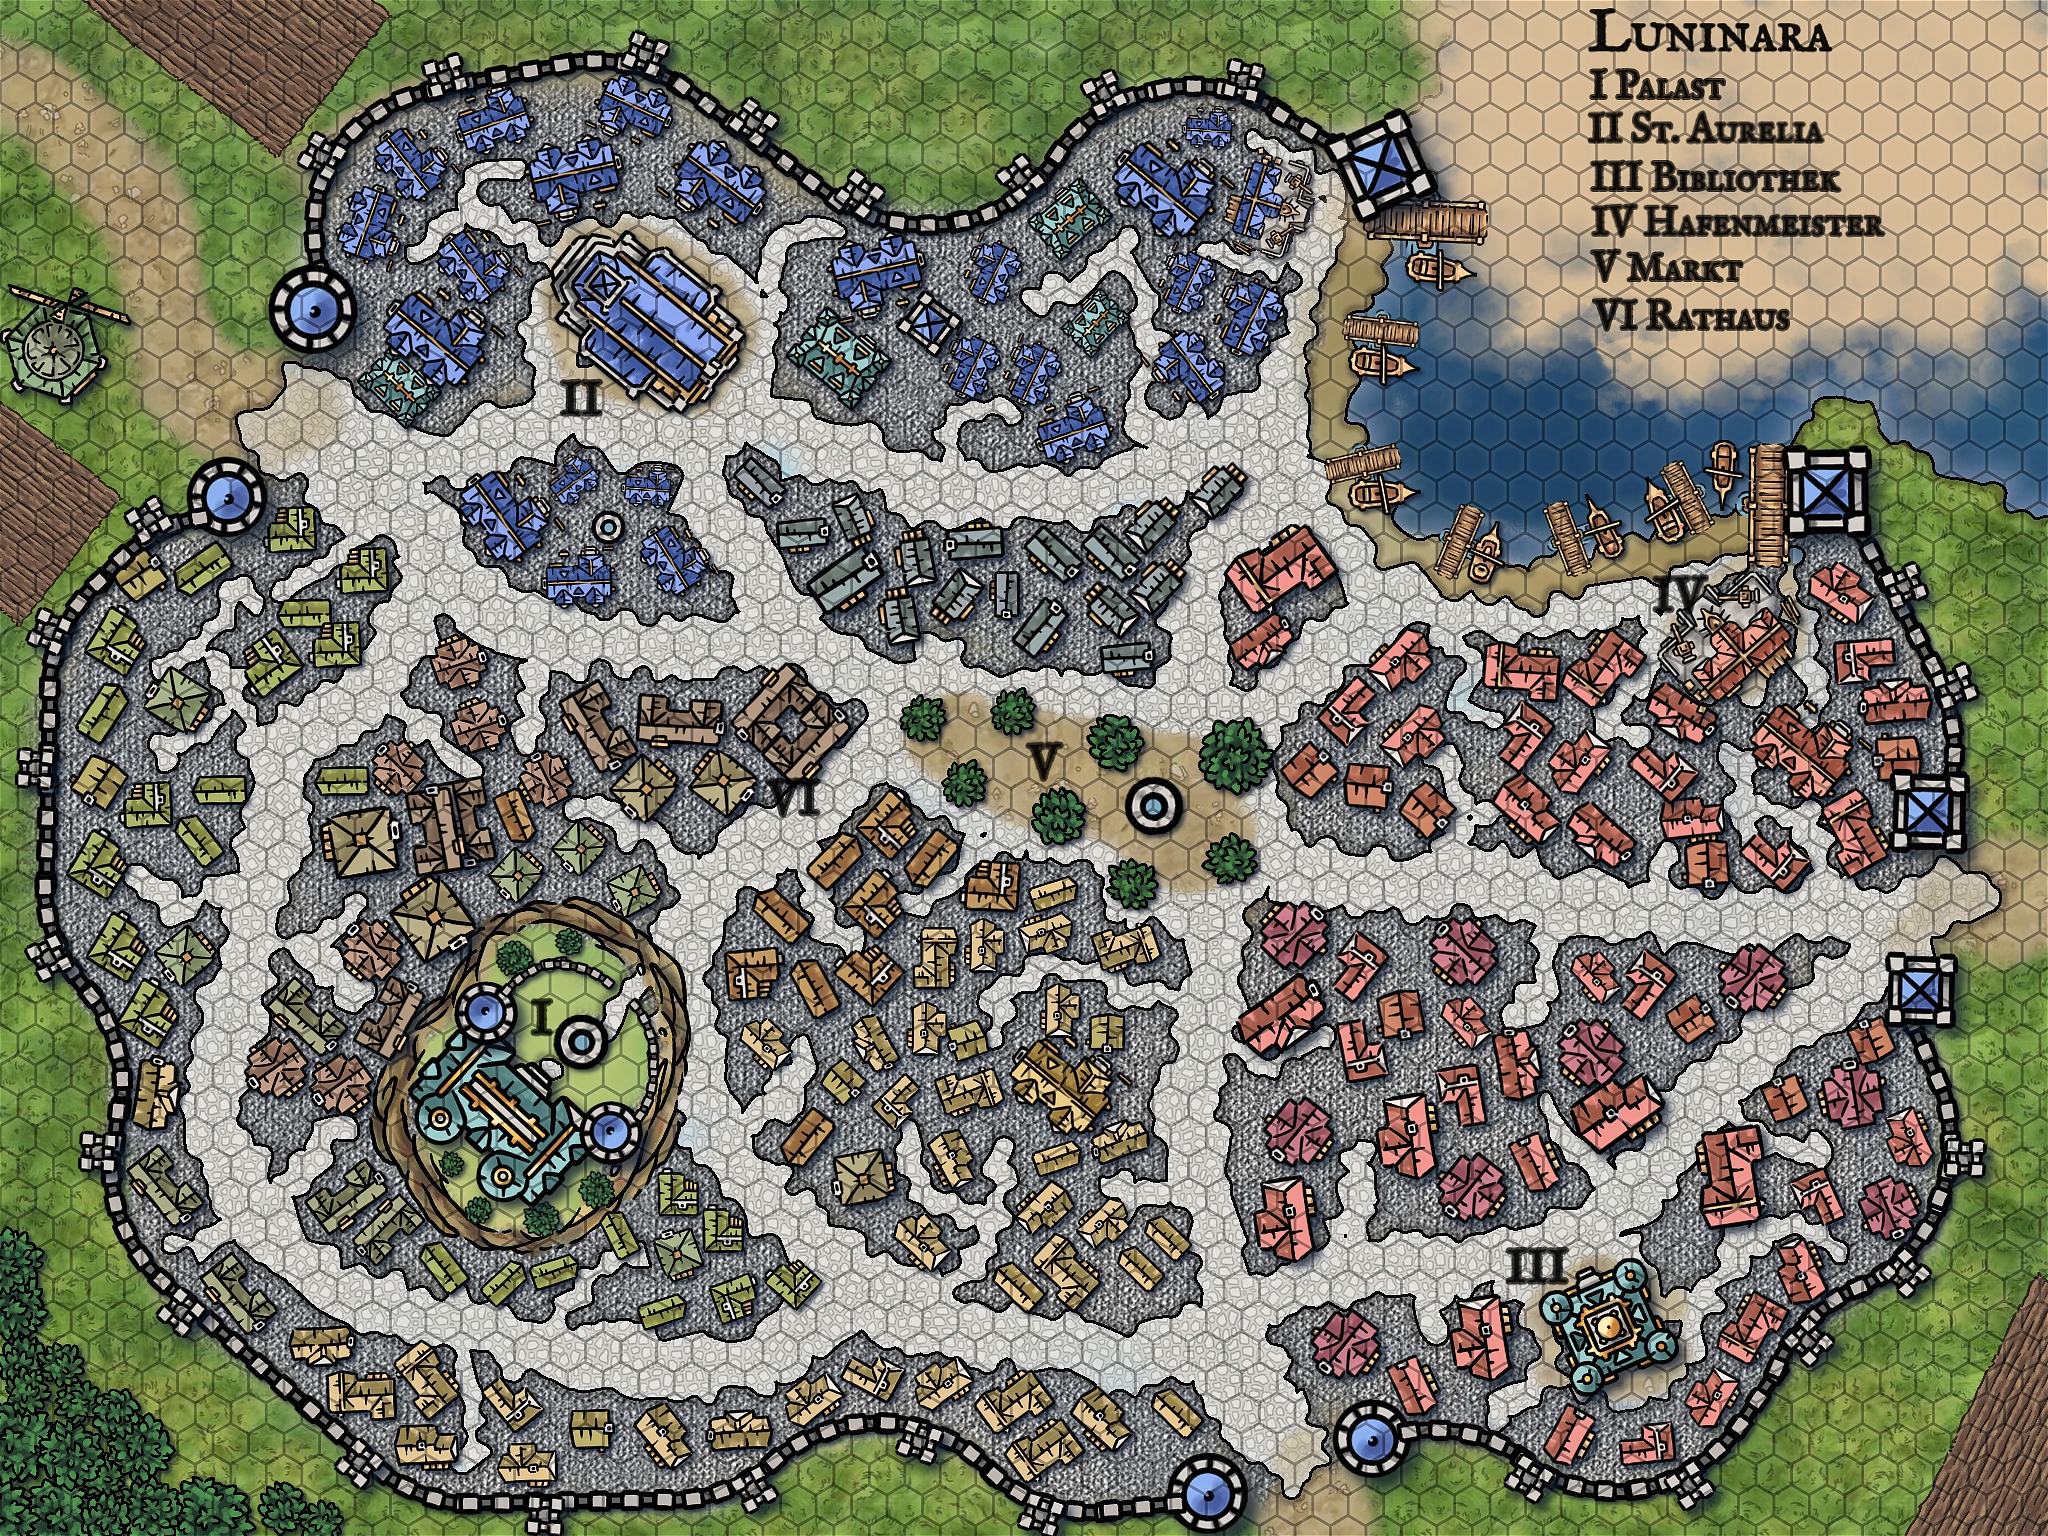 Luninara
I Palast
II St. Aurelia
III Bibliothek
IV Hafenmeister
V Markt
VI Rathaus
II
IV
V
VI
I
III